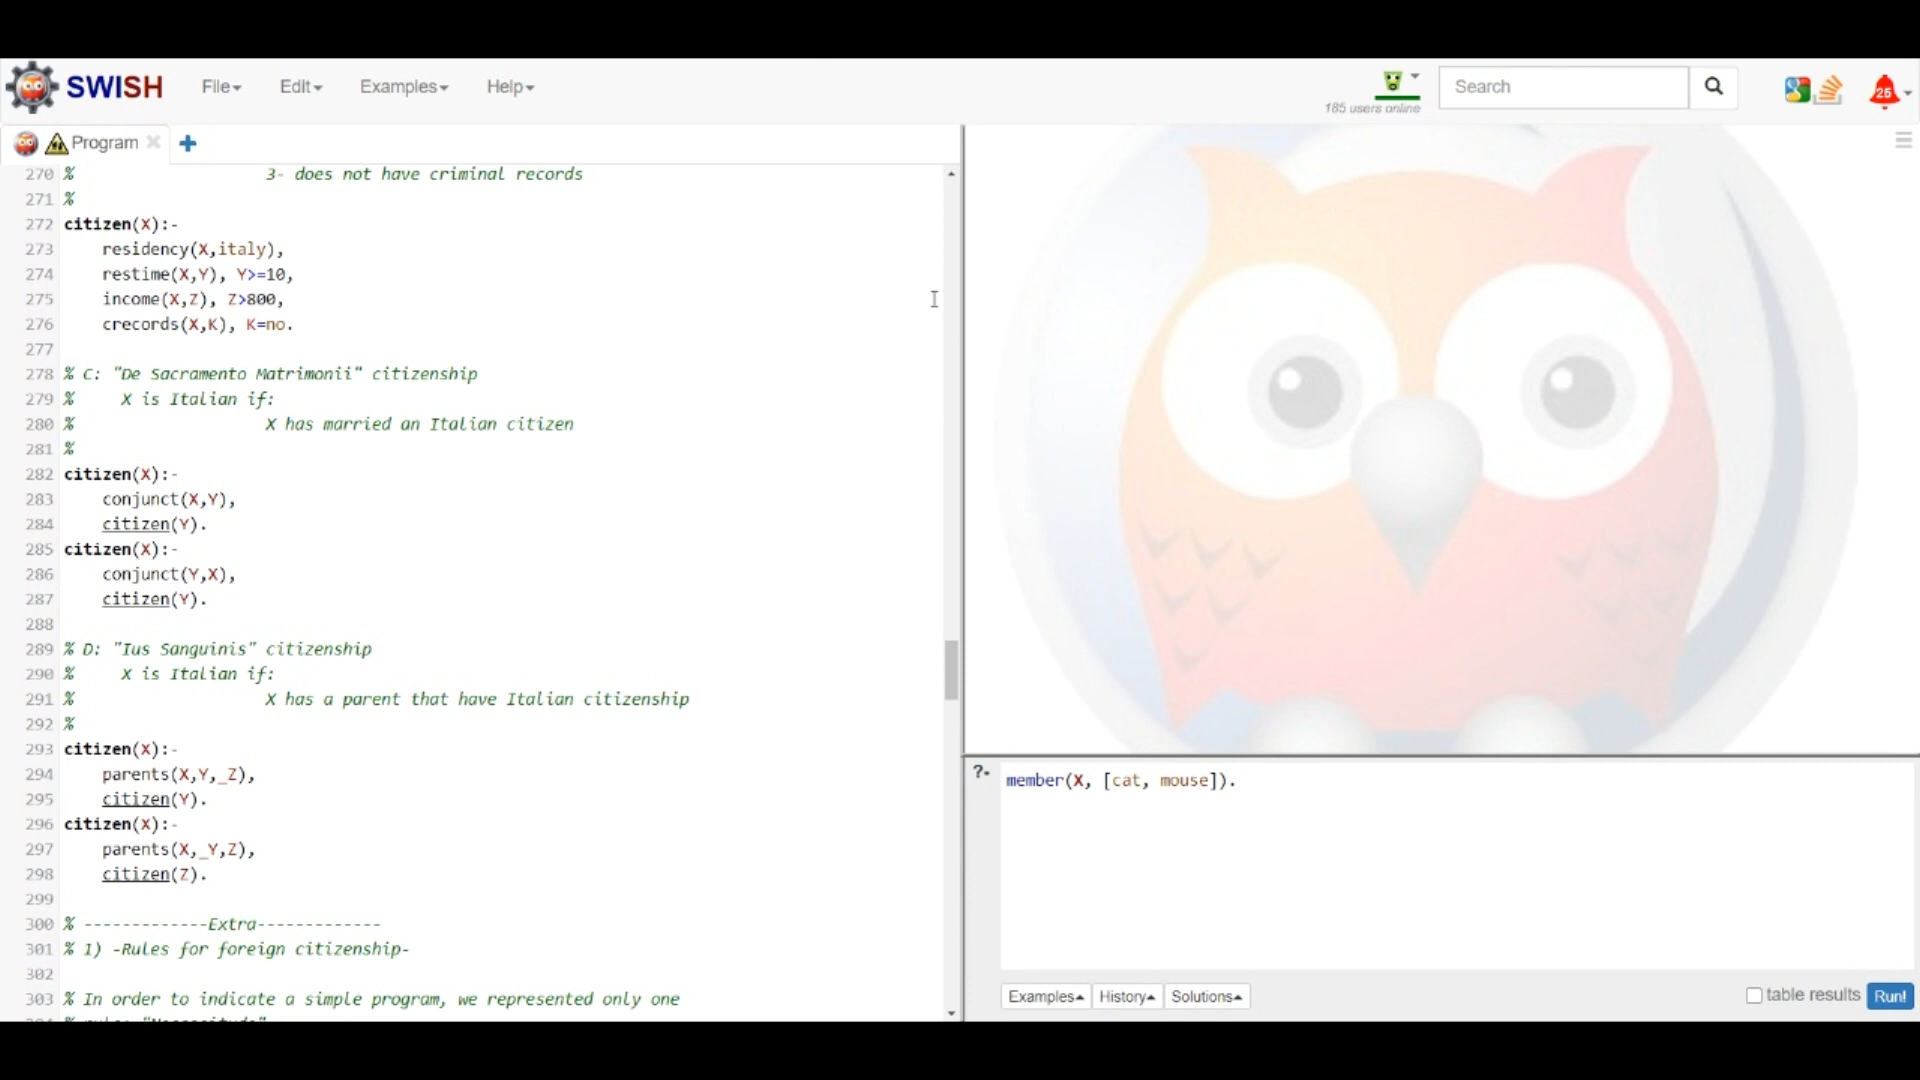 SWISH File Edit Examples Help 185 users online Search 26
Program
270 % 3- does not have criminal records
271 %
272 citizen(X):-
273 residency(X,italy),
274 restime(X,Y), Y>=10,
275 income(X,Z), Z>800,
276 crecords(X,K), K=no.
277
278 % C: "De Sacramento Matrimonii" citizenship
279 % X is Italian if:
280 % X has married an Italian citizen
281 %
282 citizen(X):-
283 conjunct(X,Y),
284 citizen(Y).
285 citizen(X):-
286 conjunct(Y,X),
287 citizen(Y).
288
289 % D: "Ius Sanguinis" citizenship
290 % X is Italian if:
291 % X has a parent that have Italian citizenship
292 %
293 citizen(X):-
294 parents(X,Y,_Z),
295 citizen(Y).
296 citizen(X):-
297 parents(X,_Y,Z),
298 citizen(Z).
299
300 % -------------Extra-------------
301 % 1) -Rules for foreign citizenship-
302
303 % In order to indicate a simple program, we represented only one
?- member(X, [cat, mouse]).
Examples History Solutions table results Run!